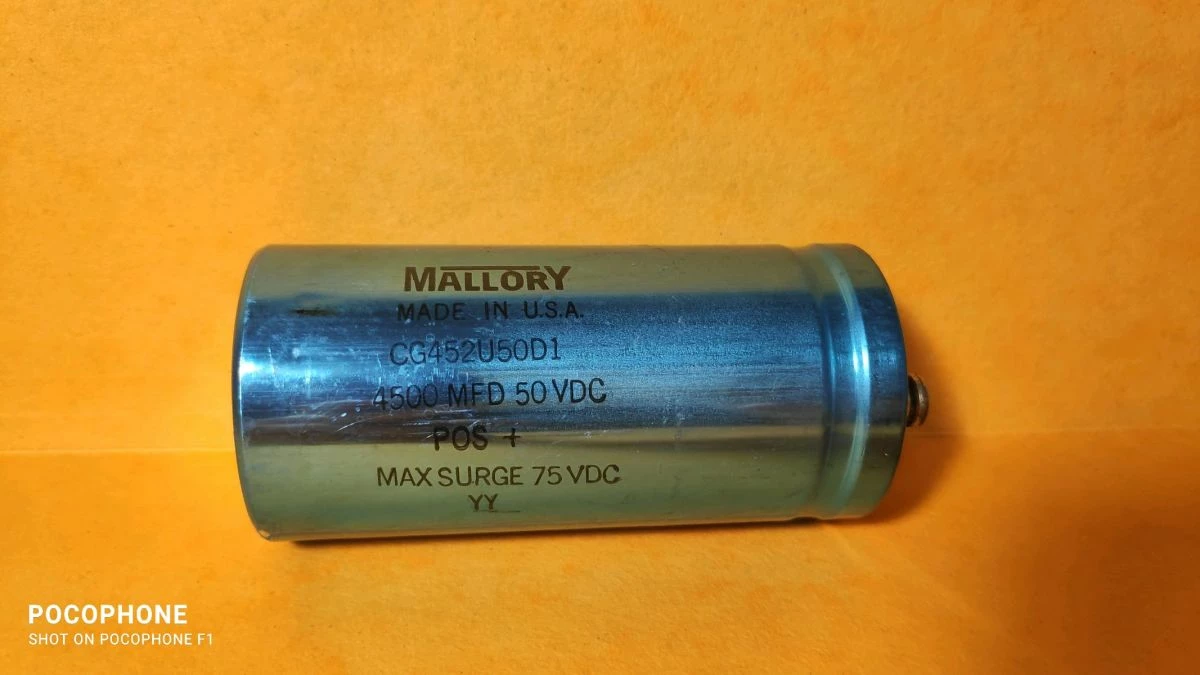 MALLORY
MADE IN U.S.A.
CG452U50D1
4500 MFD 50 VDC
POS +
MAX SURGE 75 VDC
YY
POCOPHONE
SHOT ON POCOPHONE F1